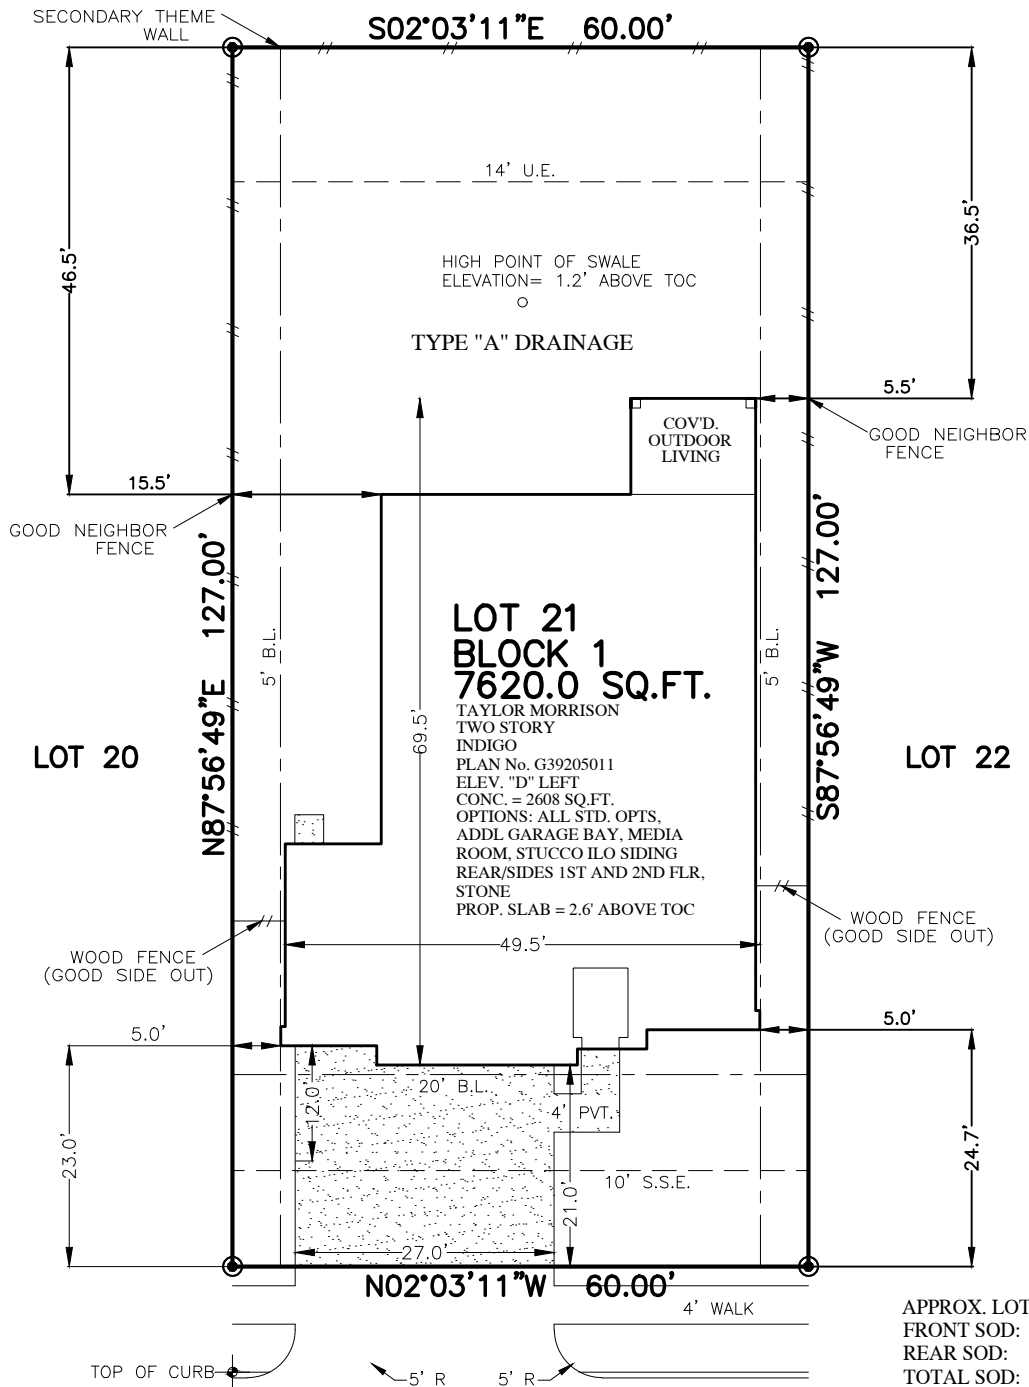 SECONDARY THEME
WALL
S02°03'11"E 60.00'
14' U.E.
46.5'
36.5'
HIGH POINT OF SWALE
ELEVATION= 1.2' ABOVE TOC
TYPE "A" DRAINAGE
5.5'
COV'D.
OUTDOOR
LIVING
GOOD NEIGHBOR
FENCE
15.5'
GOOD NEIGHBOR
FENCE
N87°56'49"E 127.00'
S87°56'49"W 127.00'
5' B.L.
5' B.L.
69.5'
LOT 21
BLOCK 1
7620.0 SQ.FT.
TAYLOR MORRISON
TWO STORY
INDIGO
PLAN No. G39205011
ELEV. "D" LEFT
CONC. = 2608 SQ.FT.
OPTIONS: ALL STD. OPTS,
ADDL GARAGE BAY, MEDIA
ROOM, STUCCO ILO SIDING
REAR/SIDES 1ST AND 2ND FLR,
STONE
PROP. SLAB = 2.6' ABOVE TOC
LOT 20
LOT 22
WOOD FENCE
(GOOD SIDE OUT)
WOOD FENCE
(GOOD SIDE OUT)
49.5'
5.0'
5.0'
20' B.L.
12.0'
4' PVT.
23.0'
24.7'
10' S.S.E.
21.0'
27.0'
N02°03'11"W 60.00'
4' WALK
TOP OF CURB
5' R
5' R
APPROX. LOT
FRONT SOD:
REAR SOD:
TOTAL SOD: